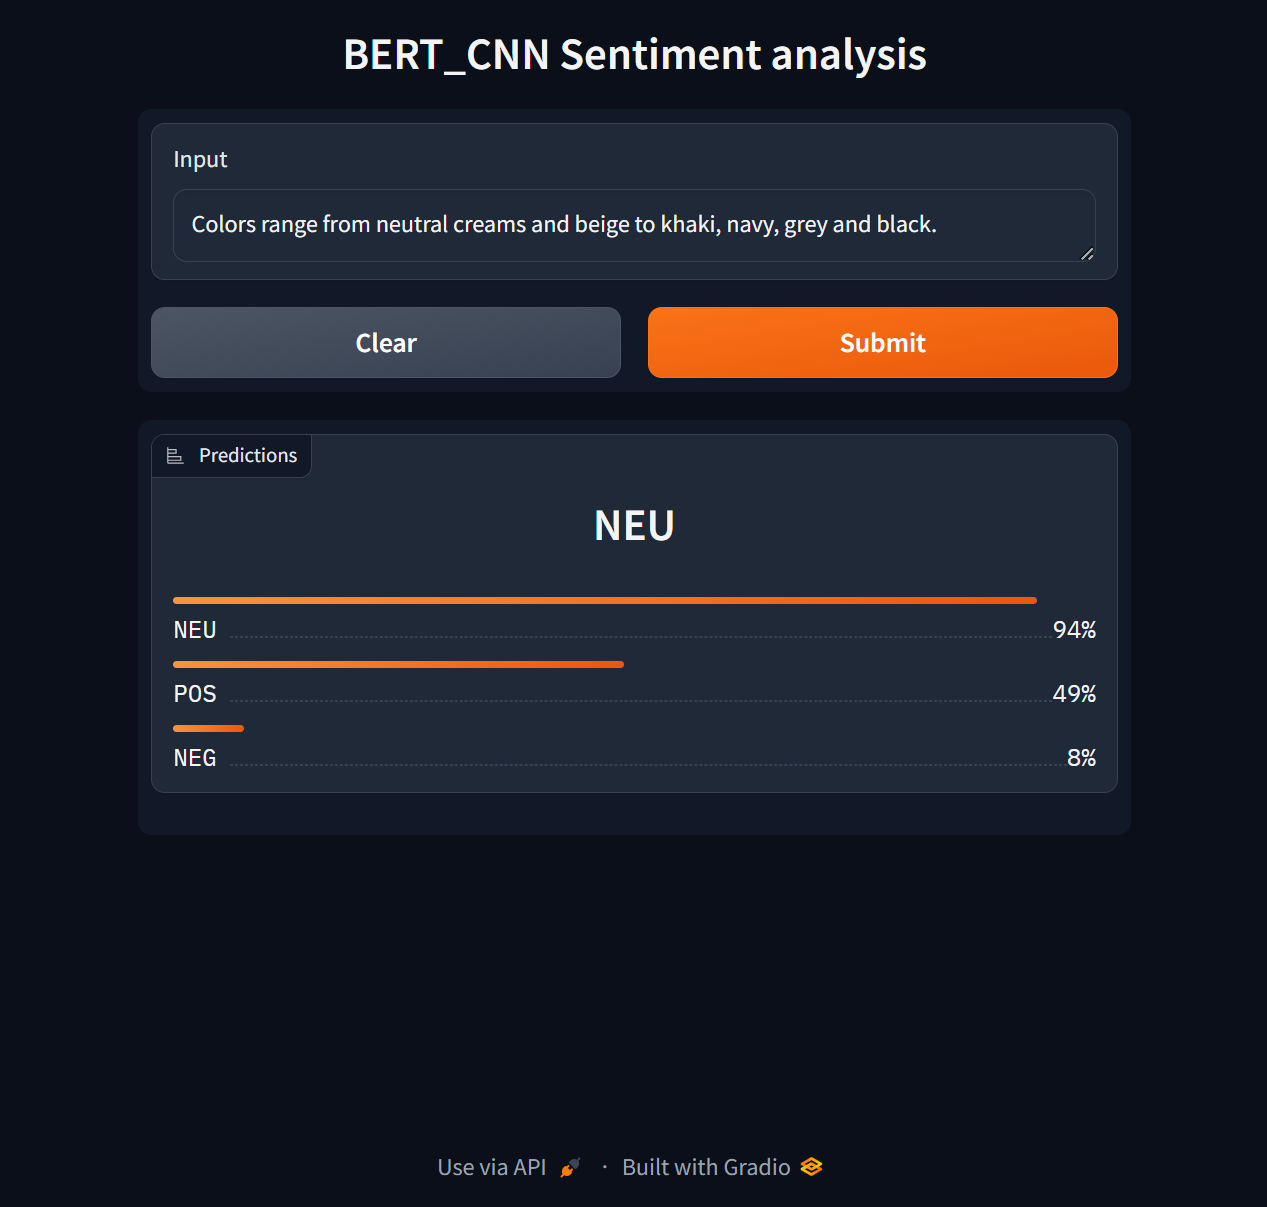 BERT_CNN Sentiment analysis
Input
Colors range from neutral creams and beige to khaki, navy, grey and black.
Clear
Submit
Predictions
NEU
NEU 94%
POS 49%
NEG 8%
Use via API · Built with Gradio